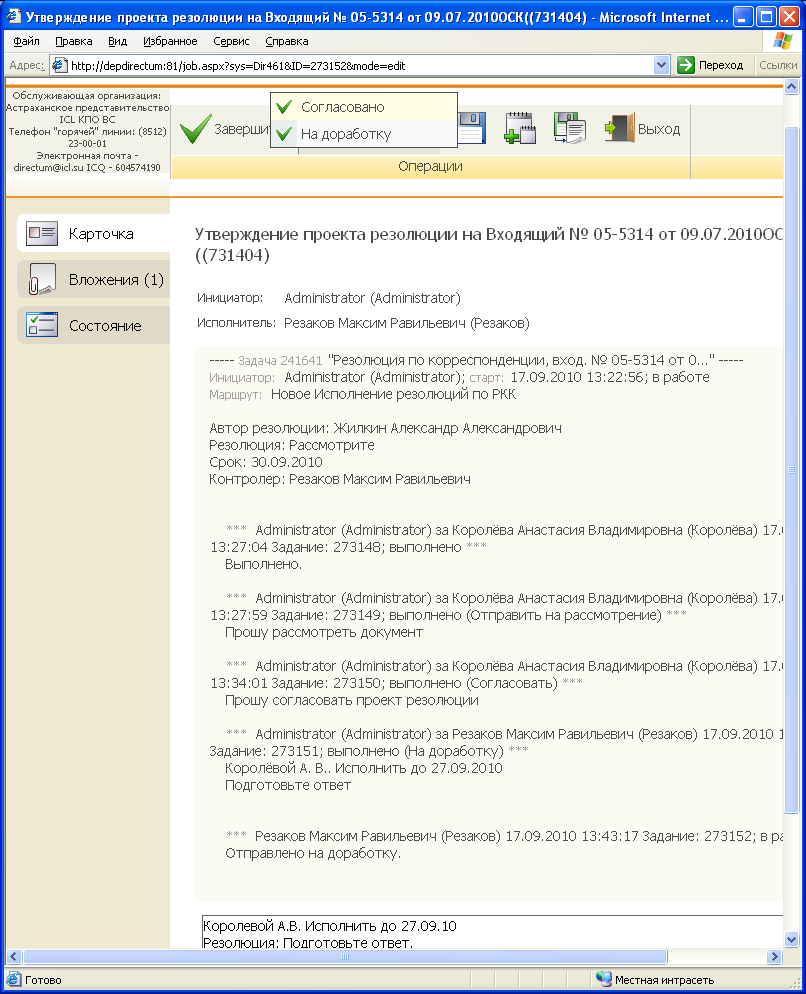 Утверждение проекта резолюции на Входящий № 05-5314 от 09.07.2010ОСК((731404) - Microsoft Internet ...
Файл Правка Вид Избранное Сервис Справка
Адрес: http://depdirectum:81/job.aspx?sys=Dir461&ID=273152&mode=edit Переход Ссылки
Обслуживающая организация:
Астраханское представительство
ICL КПО ВС
Телефон "горячей" линии: (8512)
23-00-01
Электронная почта -
directum@icl.su ICQ - 604574190
Согласовано
Заверши
На доработку
Выход
Операции
Карточка
Вложения (1)
Состояние
Утверждение проекта резолюции на Входящий № 05-5314 от 09.07.2010ОС
((731404)
Инициатор: Administrator (Administrator)
Исполнитель: Резаков Максим Равильевич (Резаков)
----- Задача 241641 "Резолюция по корреспонденции, вход. № 05-5314 от 0..." -----
Инициатор: Administrator (Administrator); старт: 17.09.2010 13:22:56; в работе
Маршрут: Новое Исполнение резолюций по РКК
Автор резолюции: Жилкин Александр Александрович
Резолюция: Рассмотрите
Срок: 30.09.2010
Контролер: Резаков Максим Равильевич
*** Administrator (Administrator) за Королёва Анастасия Владимировна (Королёва) 17.0
13:27:04 Задание: 273148; выполнено ***
Выполнено.
*** Administrator (Administrator) за Королёва Анастасия Владимировна (Королёва) 17.0
13:27:59 Задание: 273149; выполнено (Отправить на рассмотрение) ***
Прошу рассмотреть документ
*** Administrator (Administrator) за Королёва Анастасия Владимировна (Королёва) 17.0
13:34:01 Задание: 273150; выполнено (Согласовать) ***
Прошу согласовать проект резолюции
*** Administrator (Administrator) за Резаков Максим Равильевич (Резаков) 17.09.2010 1
Задание: 273151; выполнено (На доработку) ***
Королёвой А. В.. Исполнить до 27.09.2010
Подготовьте ответ
*** Резаков Максим Равильевич (Резаков) 17.09.2010 13:43:17 Задание: 273152; в ра
Отправлено на доработку.
Королевой А.В. Исполнить до 27.09.10
Резолюция: Подготовьте ответ.
Готово Местная интрасеть